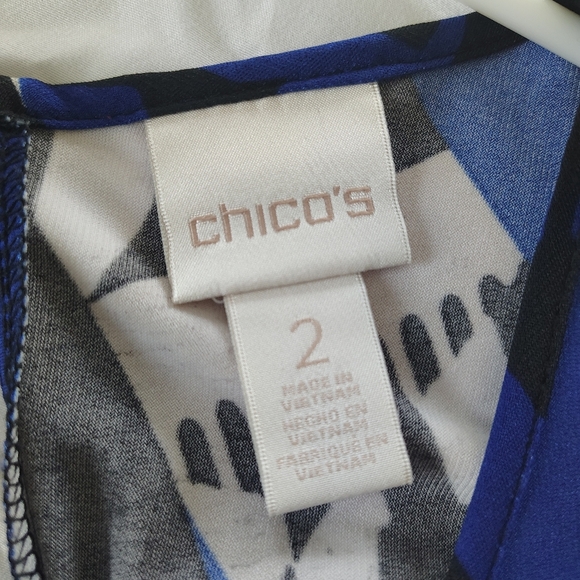 chico's
2
MADE IN
VIETNAM
HECHO EN
VIETNAM
FABRIQUE EN
VIETNAM